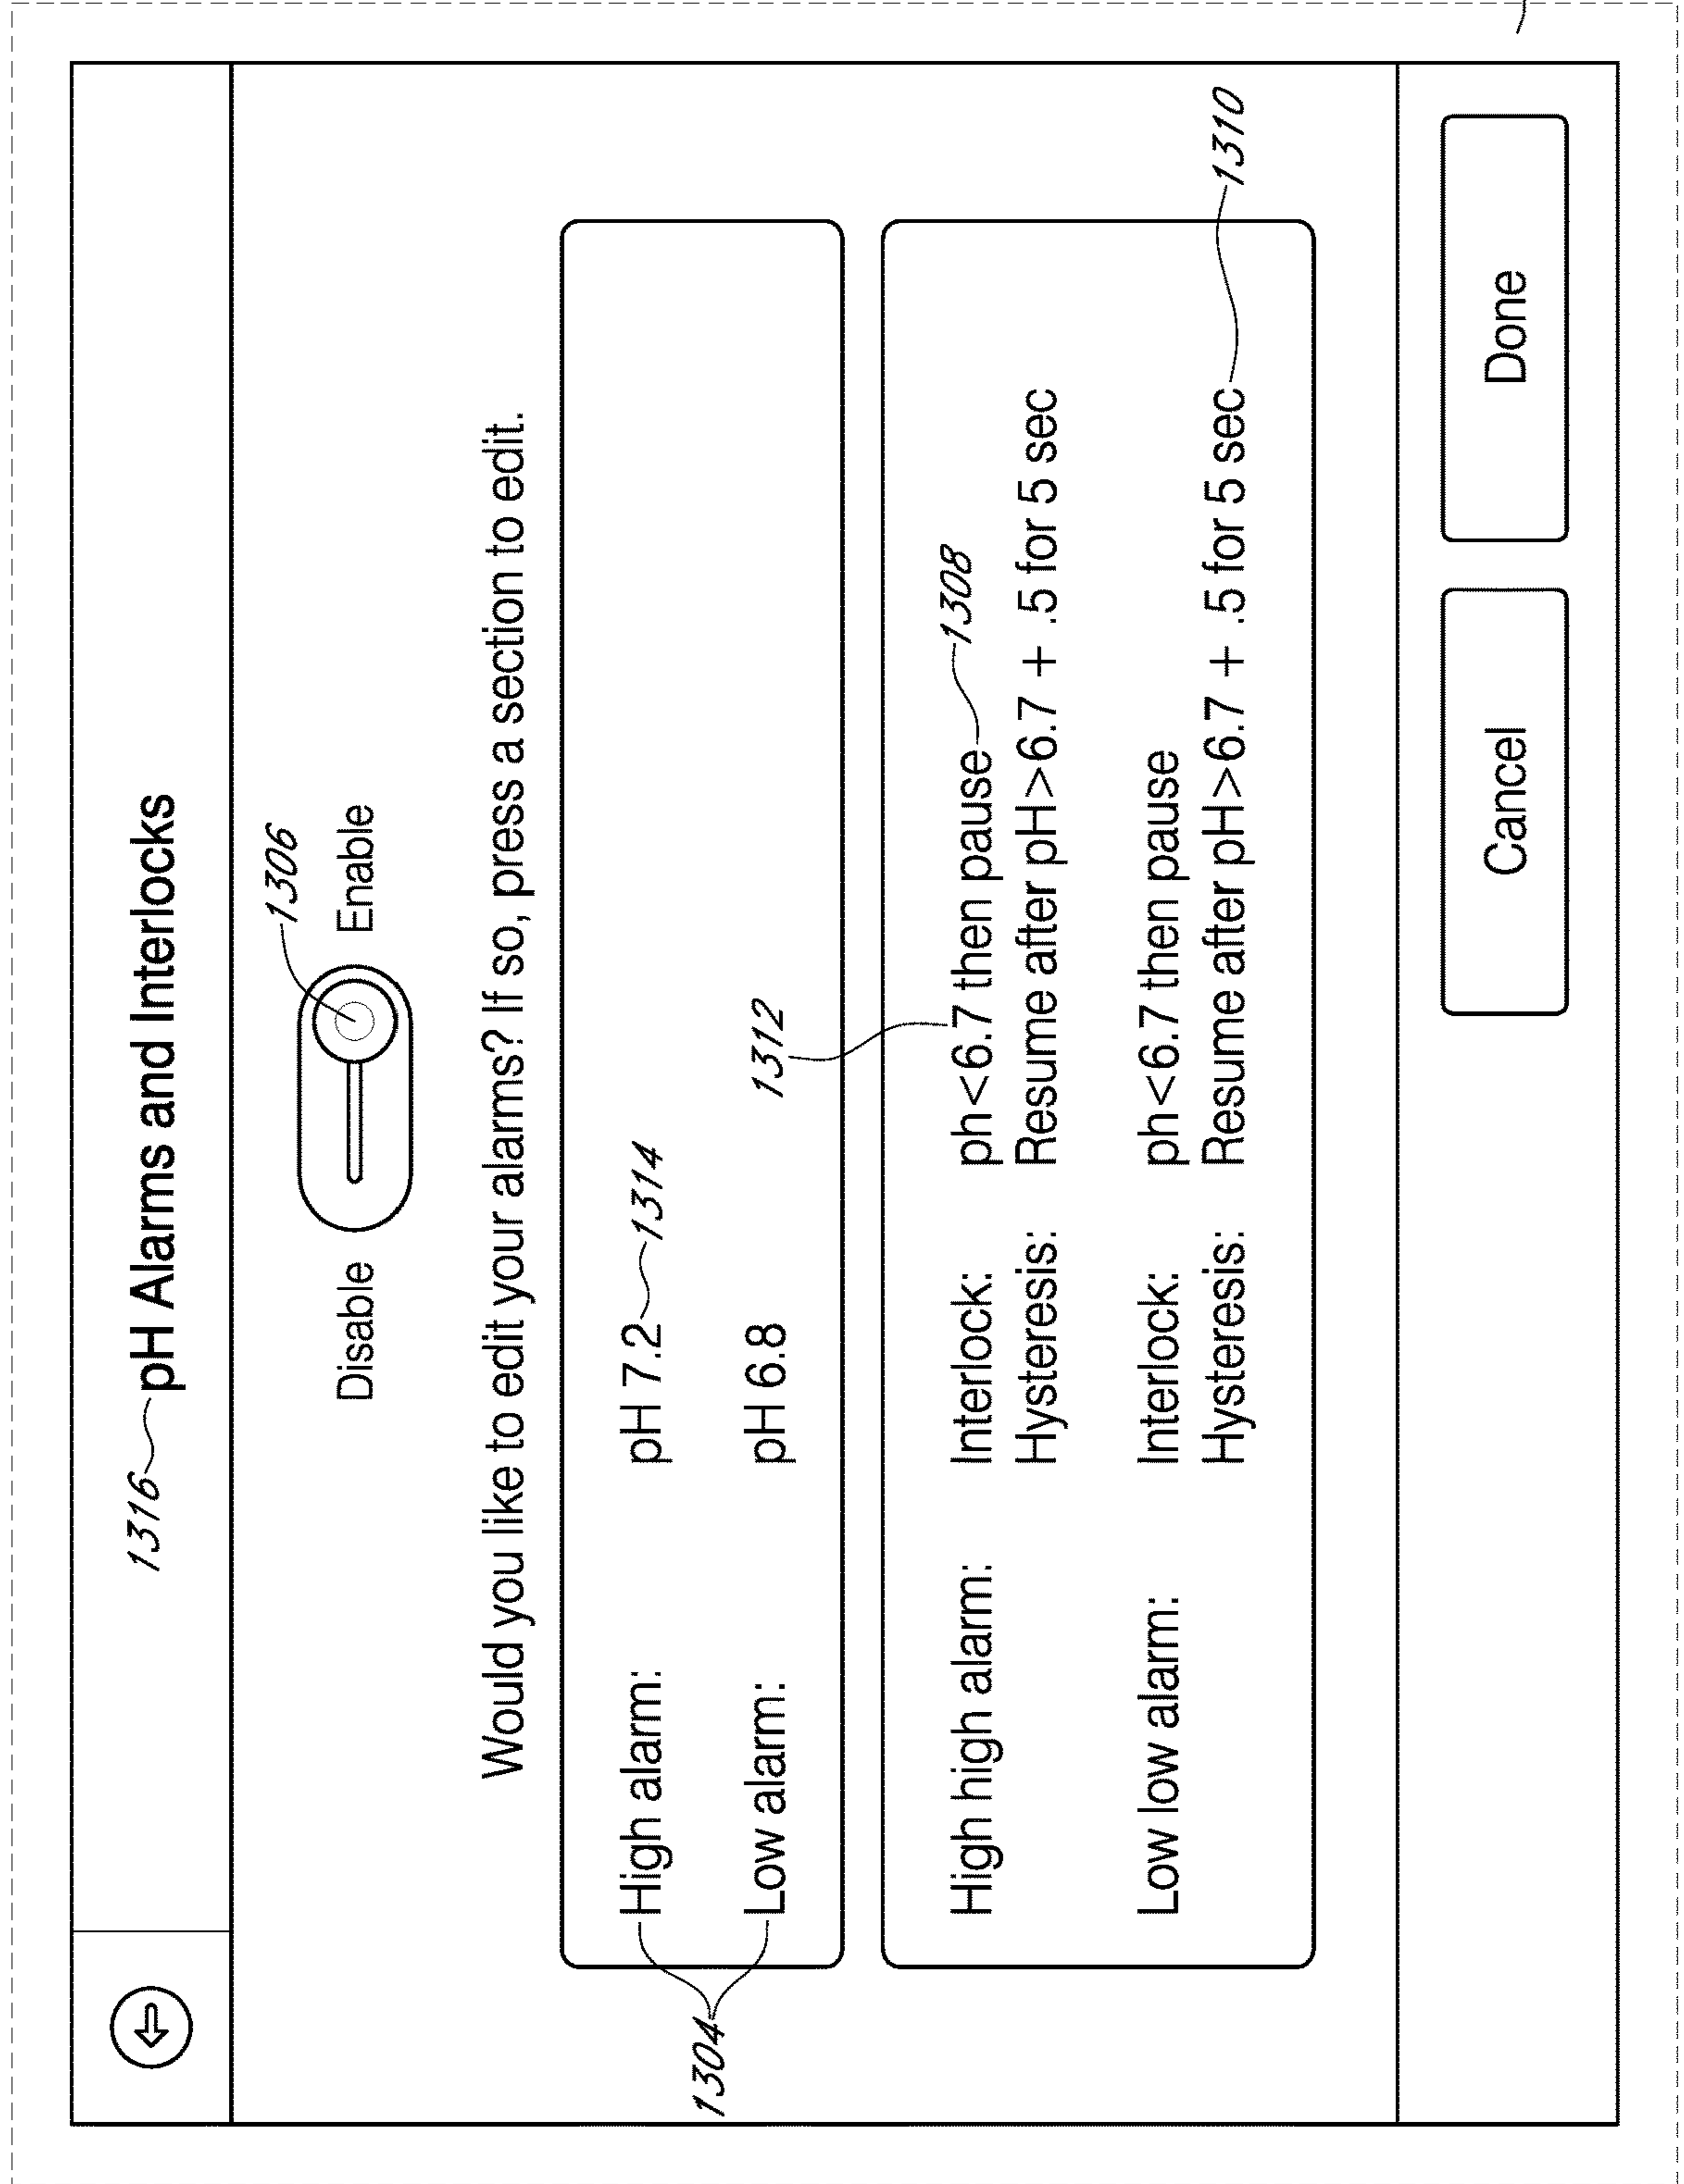 1316 pH Alarms and Interlocks
1306
Disable Enable
Would you like to edit your alarms? If so, press a section to edit.
High alarm: pH 7.2 1314
1304
Low alarm: pH 6.8 1312
High high alarm: Interlock: ph<6.7 then pause 1308
Hysteresis: Resume after pH>6.7 + .5 for 5 sec
Low low alarm: Interlock: ph<6.7 then pause
Hysteresis: Resume after pH>6.7 + .5 for 5 sec 1310
Cancel Done